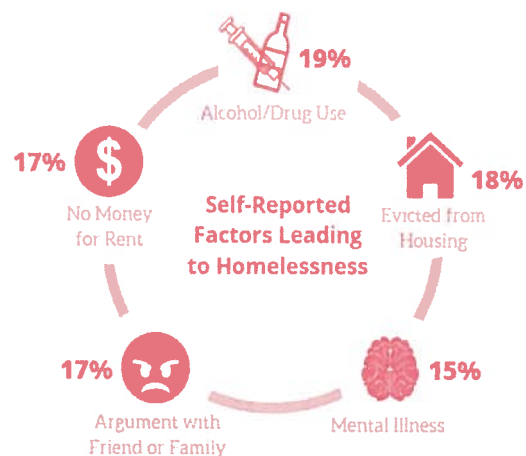 19%
Alcohol/Drug Use
18%
Evicted from
Housing
15%
Mental Illness
17%
Argument with
Friend or Family
17%
$
No Money
for Rent
Self-Reported
Factors Leading
to Homelessness